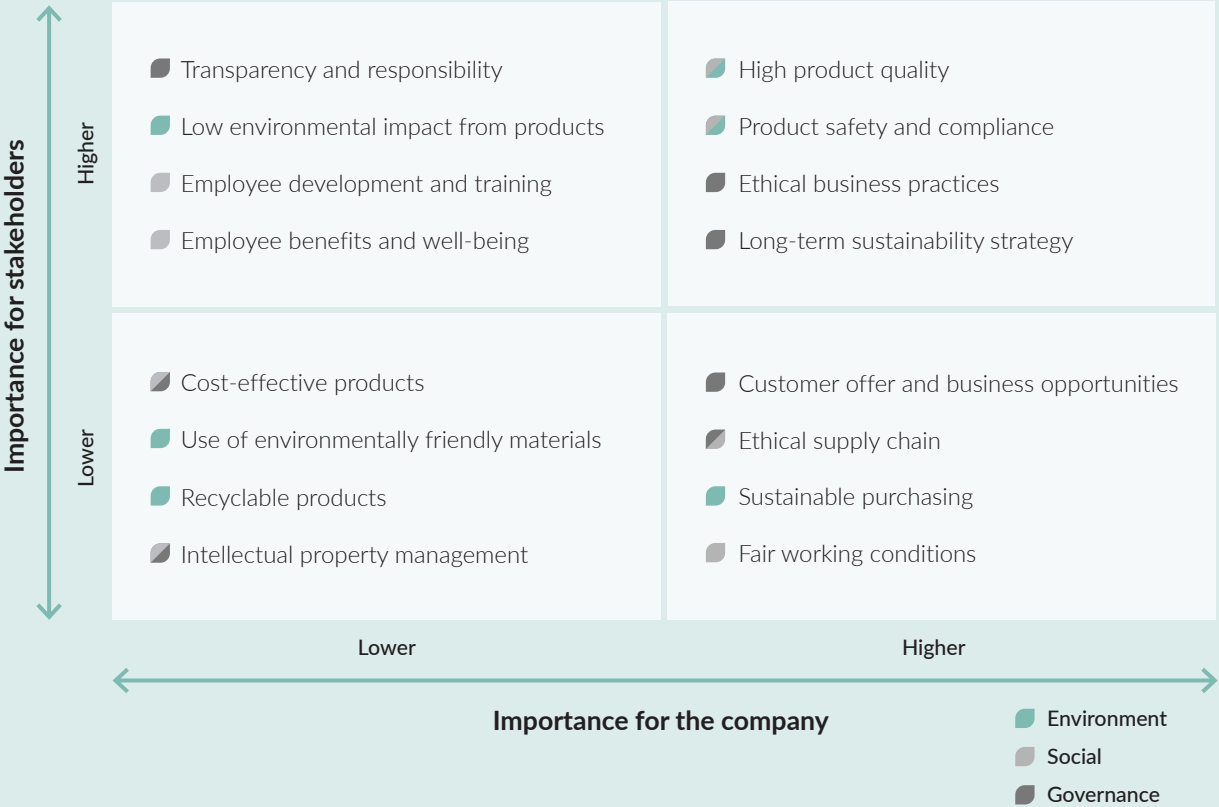 Importance for stakeholders
Higher
Lower
Transparency and responsibility
Low environmental impact from products
Employee development and training
Employee benefits and well-being
High product quality
Product safety and compliance
Ethical business practices
Long-term sustainability strategy
Cost-effective products
Use of environmentally friendly materials
Recyclable products
Intellectual property management
Customer offer and business opportunities
Ethical supply chain
Sustainable purchasing
Fair working conditions
Lower
Higher
Importance for the company
Environment
Social
Governance